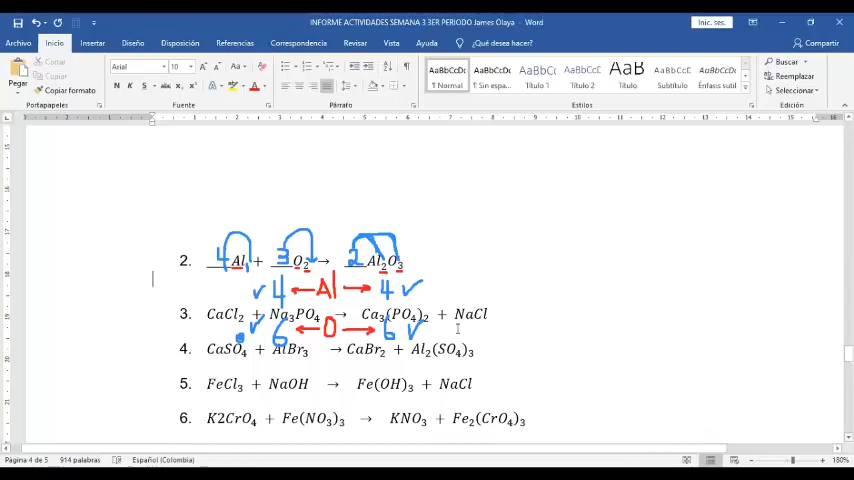 INFORME ACTIVIDADES SEMANA 3 3ER PERIODO James Olaya - Word
Inic. ses.
Archivo Inicio Insertar Diseño Disposición Referencias Correspondencia Revisar Vista Ayuda ¿Qué desea hacer? Compartir
Pegar
Cortar
Copiar
Copiar formato
Arial 10
N K S
AaBbCcDc AaBbCcDc AaBbCc AaBbCcC AaB AaBbCcD AaBbCcDc
¶ Normal ¶ Sin espa... Título 1 Título 2 Título Subtítulo Énfasis sutil
Buscar
Reemplazar
Seleccionar
Portapapeles Fuente Párrafo Estilos Edición
2. 4 Al + 3 O₂ → 2 Al₂O₃
✓ 4 ← Al → 4 ✓
3. CaCl₂ + Na₃PO₄ → Ca₃(PO₄)₂ + NaCl
✓ 6 ← O → 6 ✓
4. CaSO₄ + AlBr₃ → CaBr₂ + Al₂(SO₄)₃
5. FeCl₃ + NaOH → Fe(OH)₃ + NaCl
6. K2CrO₄ + Fe(NO₃)₃ → KNO₃ + Fe₂(CrO₄)₃
Página 4 de 5 914 palabras Español (Colombia) 180%